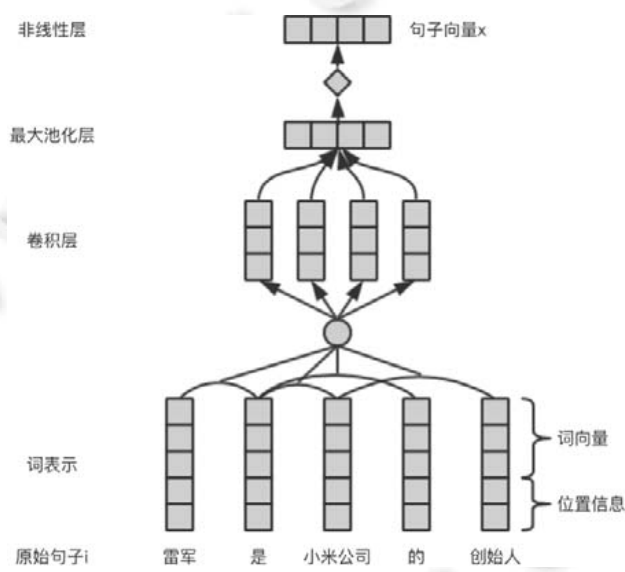 非线性层
句子向量x
最大池化层
卷积层
词表示
词向量
位置信息
原始句子i 雷军 是 小米公司 的 创始人